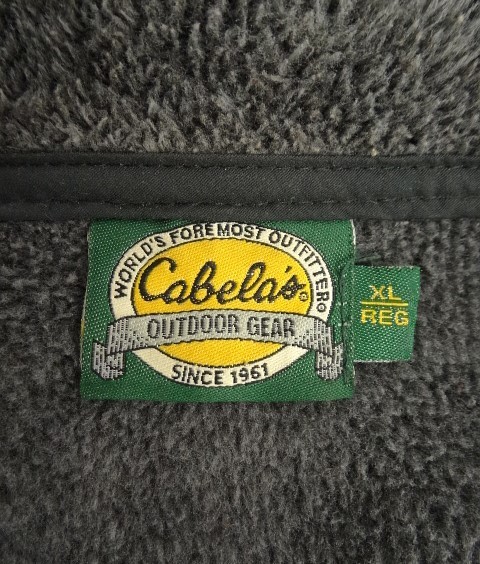 WORLD'S FOREMOST OUTFITTER®
Cabela's®
OUTDOOR GEAR
SINCE 1961
XL
REG